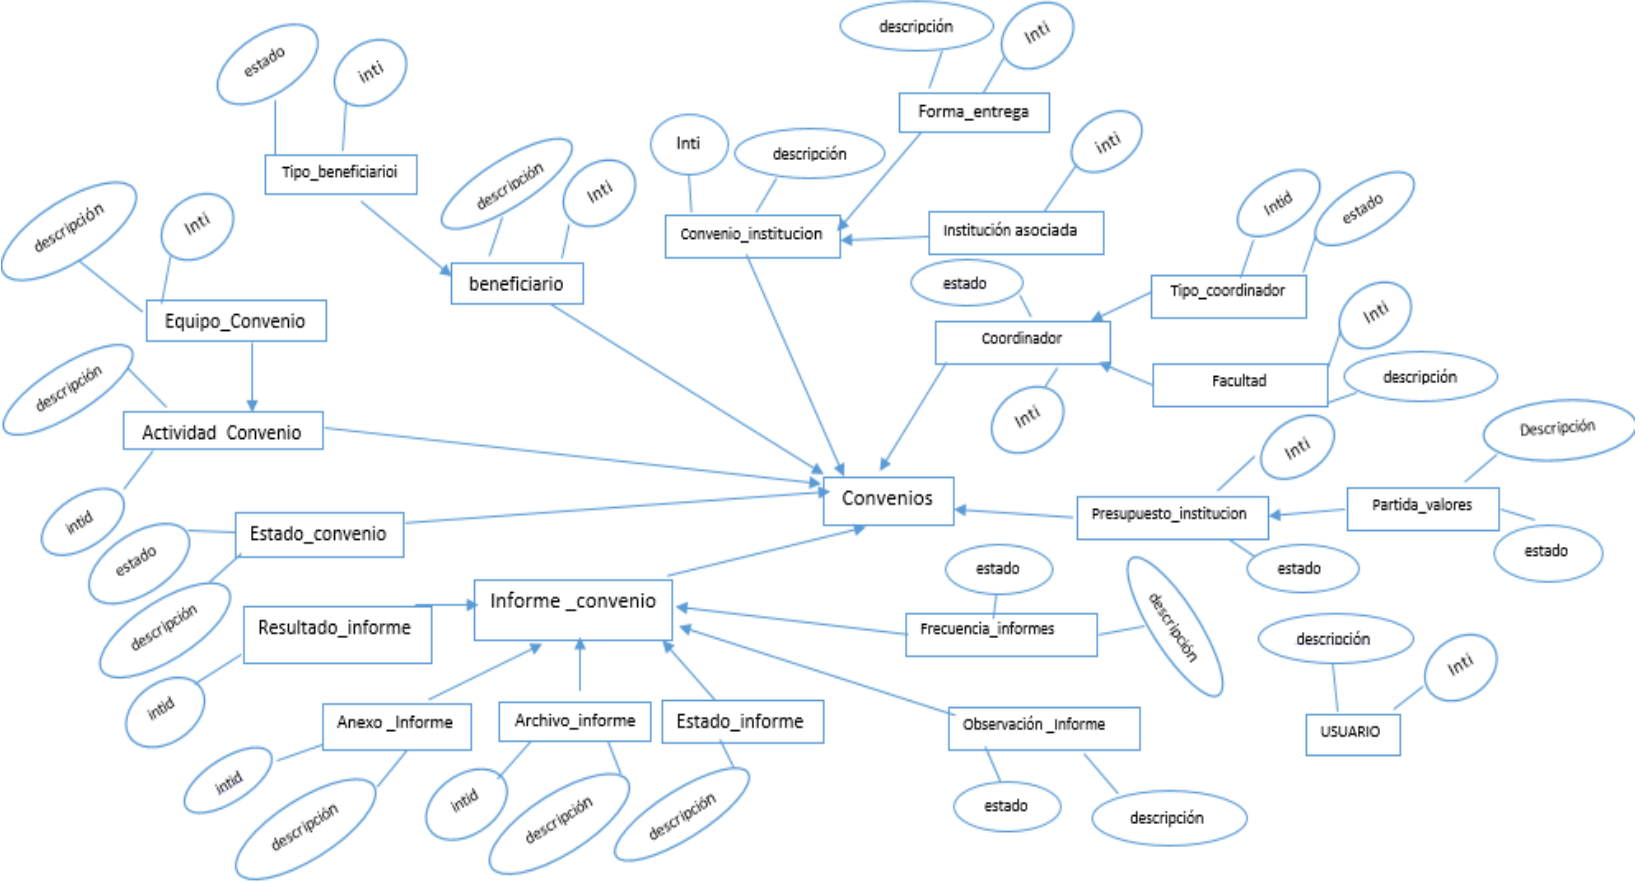 descripción
Inti
estado
inti
Forma_entrega
Inti
descripción
inti
Tipo_beneficiarioi
descripción
Inti
Intid
estado
descripción
Inti
Convenio_institucion
Institución asociada
beneficiario
estado
Tipo_coordinador
Equipo_Convenio
Coordinador
Inti
descripción
Facultad
descripción
Inti
Actividad Convenio
Inti
Descripción
intid
Convenios
Presupuesto_institucion
Partida_valores
Estado_convenio
estado
estado
estado
estado
descripción
Informe _convenio
Resultado_informe
Frecuencia_informes
descripción
descripción
Inti
intid
Anexo _Informe
Archivo_informe
Estado_informe
Observación _Informe
USUARIO
intid
intid
descripción
descripción
descripción
estado
descripción